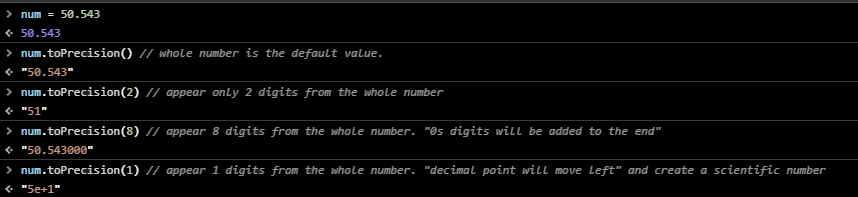 > num = 50.543
50.543
> num.toPrecision() // whole number is the default value.
"50.543"
> num.toPrecision(2) // appear only 2 digits from the whole number
"51"
> num.toPrecision(8) // appear 8 digits from the whole number. "0s digits will be added to the end"
"50.543000"
> num.toPrecision(1) // appear 1 digits from the whole number. "decimal point will move left" and create a scientific number
"5e+1"